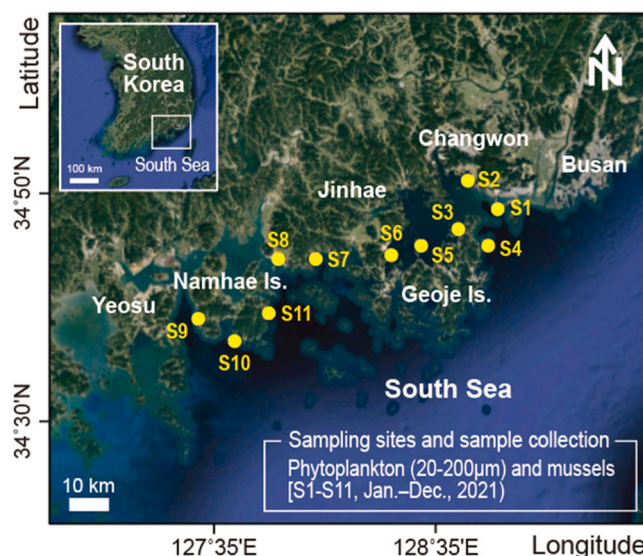 Latitude
South
Korea
South Sea
100 km
N
Changwon
Busan
34°50
S2
Jinhae
S1
S3
S8
S6
S7
S5
S4
Namhae Is.
Geoje Is.
Yeosu
S11
S9
S10
South Sea
34°30
Sampling sites and sample collection
Phytoplankton (20-200μm) and mussels
[S1-S11, Jan.–Dec., 2021)
10 km
127°35
128°35
Longitude